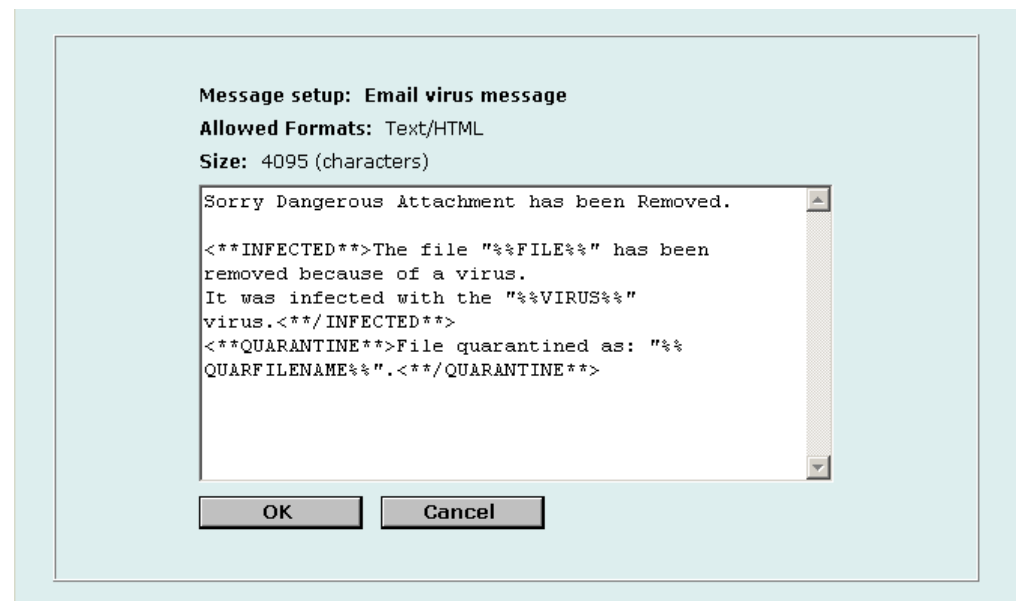 Message setup: Email virus message
Allowed Formats: Text/HTML
Size: 4095 (characters)
Sorry Dangerous Attachment has been Removed.
<**INFECTED**>The file "%%FILE%%" has been
removed because of a virus.
It was infected with the "%%VIRUS%%"
virus.<**/INFECTED**>
<**QUARANTINE**>File quarantined as: "%%
QUARFILENAME%%".<**/QUARANTINE**>
OK Cancel